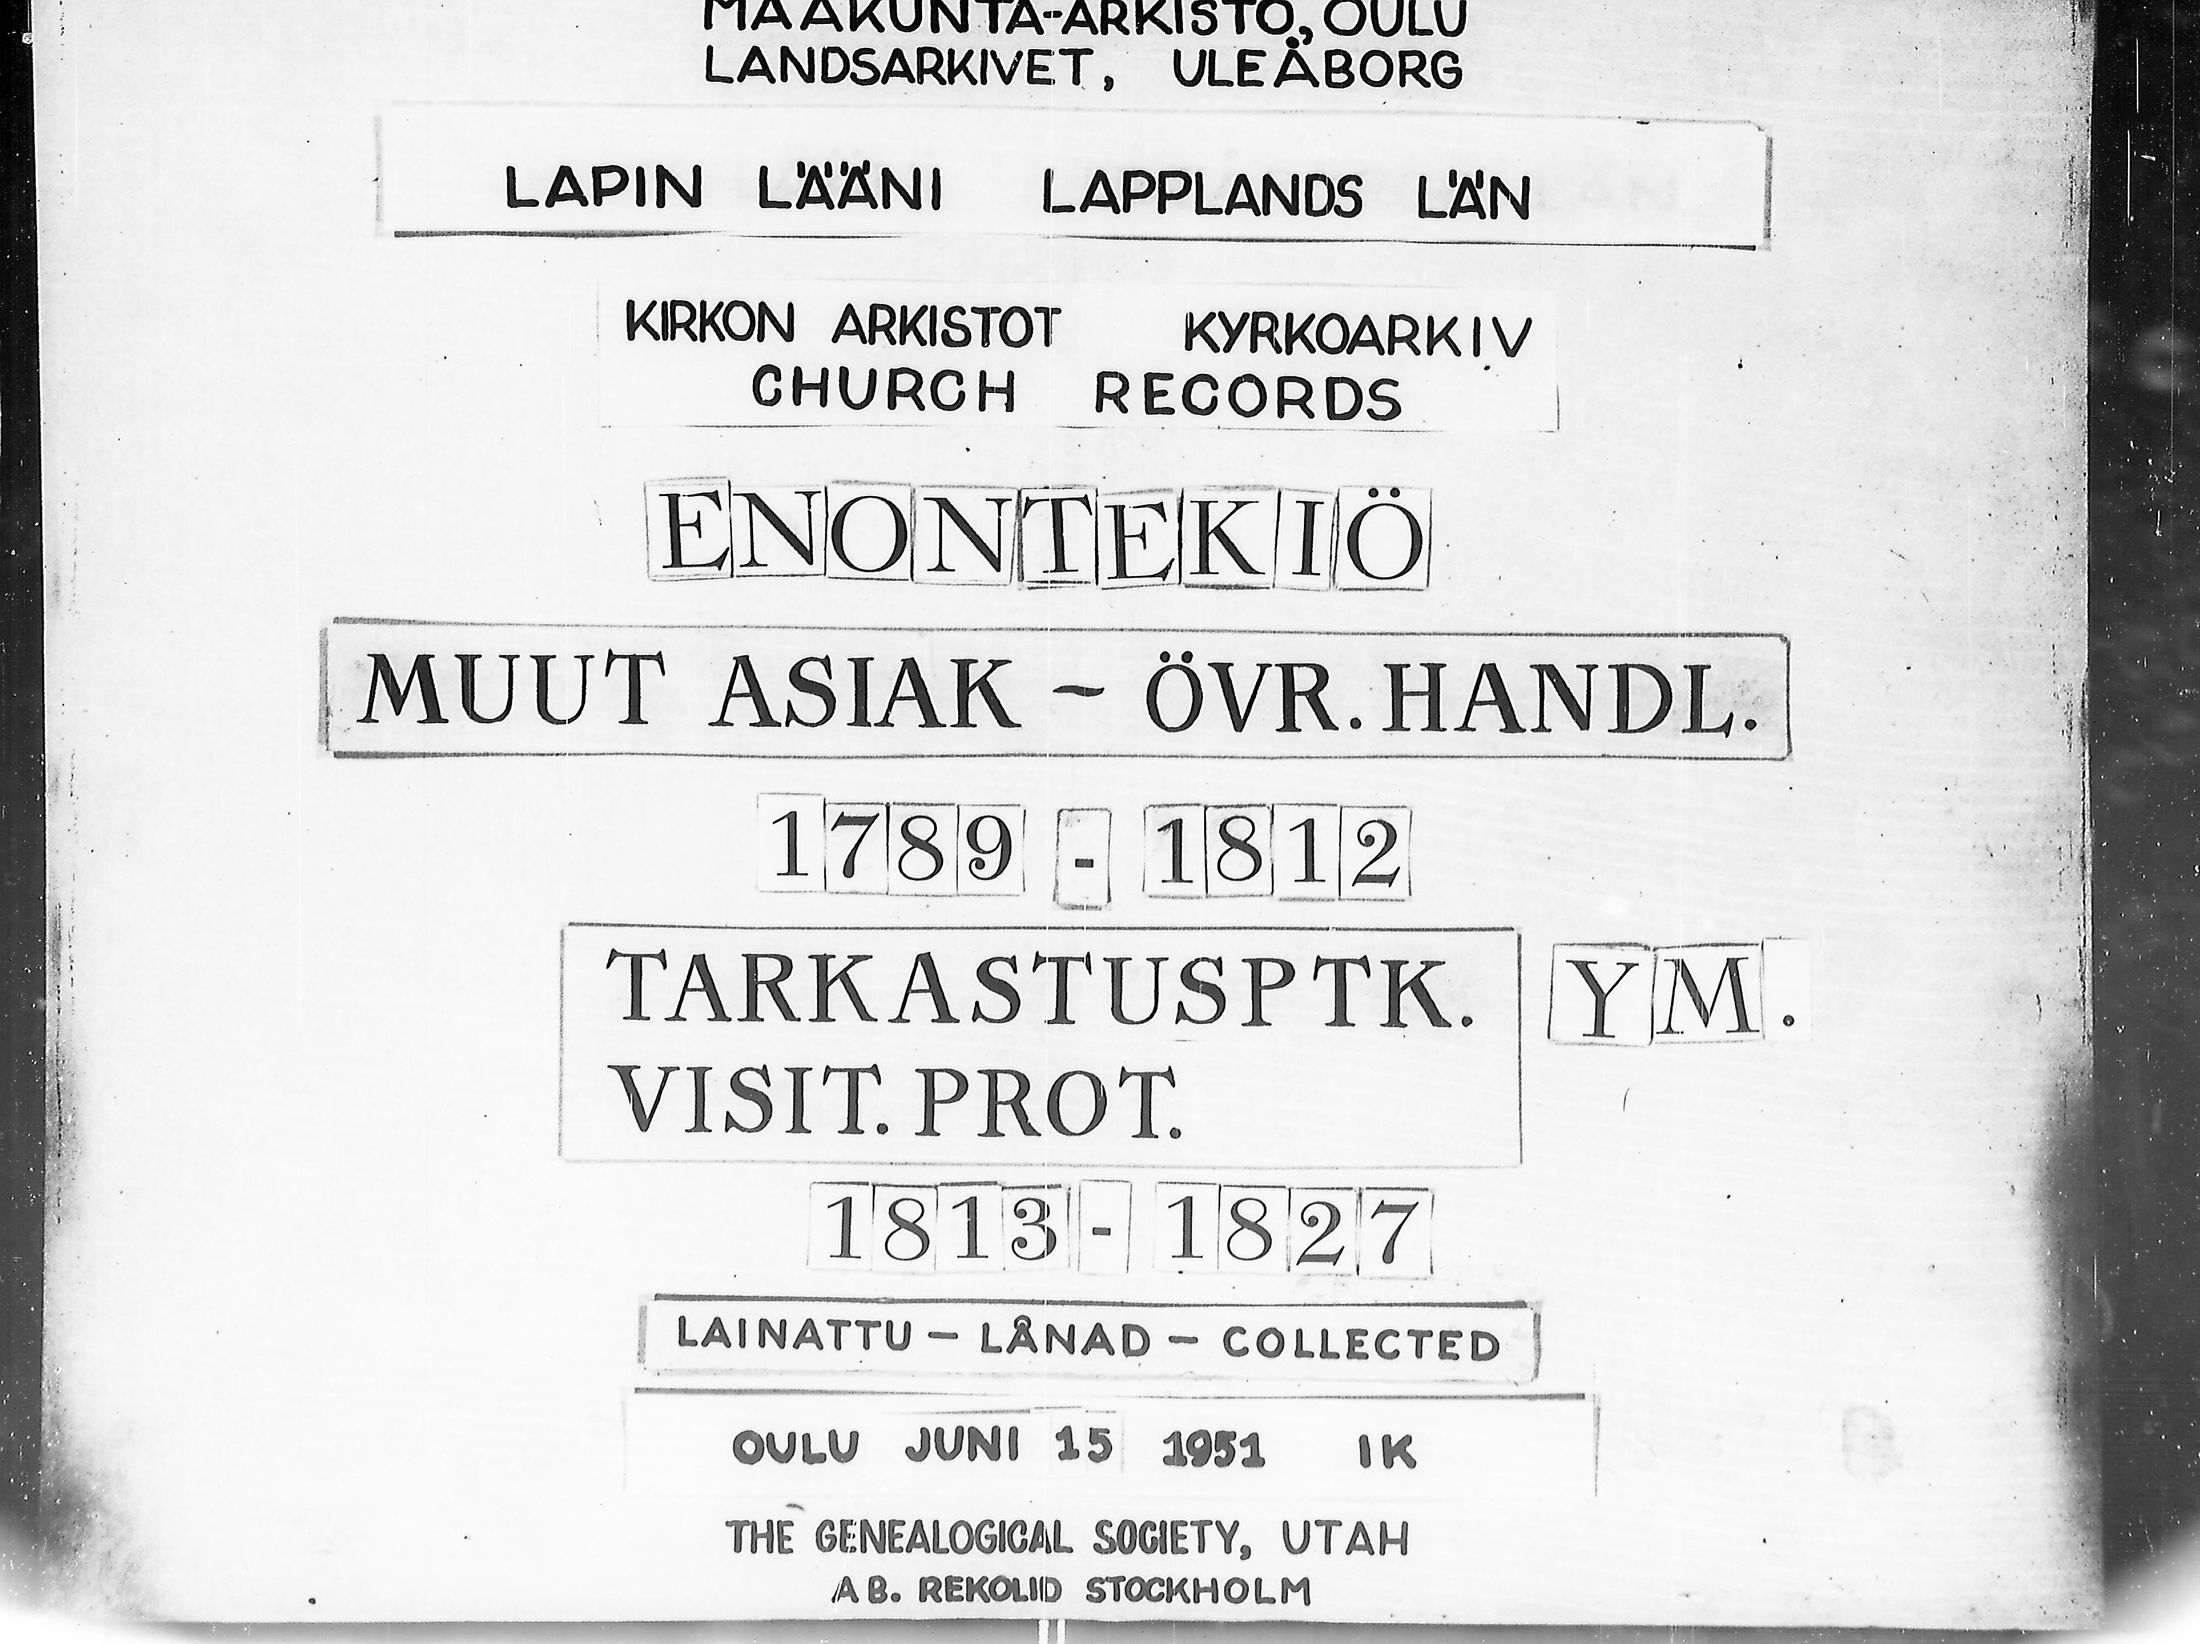 MAAKUNTA-ARKISTO, OULU
LANDSARKIVET, ULEÅBORG
LAPIN LÄÄNI LAPPLANDS LÄN
KIRKON ARKISTOT KYRKOARKIV
CHURCH RECORDS
ENONTEKIÖ
MUUT ASIAK - ÖVR. HANDL.
1789 - 1812
TARKASTUSPTK. YM.
VISIT. PROT.
1813 - 1827
LAINATTU - LÅNAD - COLLECTED
OULU JUNI 15 1951 IK
THE GENEALOGICAL SOCIETY, UTAH
AB. REKOLID STOCKHOLM